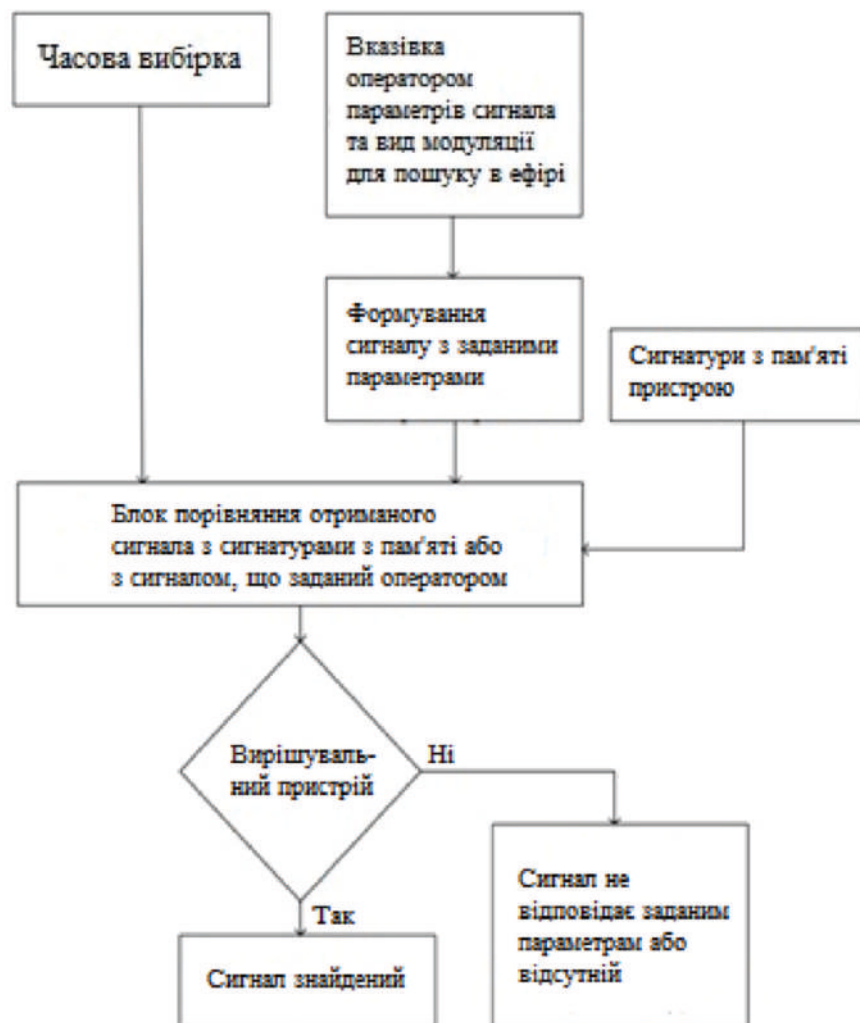 Часова вибірка
Вказівка
оператором
параметрів сигнала
та вид модуляції
для пошуку в ефірі
Формування
сигналу з заданими
параметрами
Сигнатури з пам'яті
пристрою
Блок порівняння отриманого
сигнала з сигнатурами з пам'яті або
з сигналом, що заданий оператором
Вирішуваль-
ний пристрій
Ні
Так
Сигнал знайдений
Сигнал не
відповідає заданим
параметрам або
відсутній